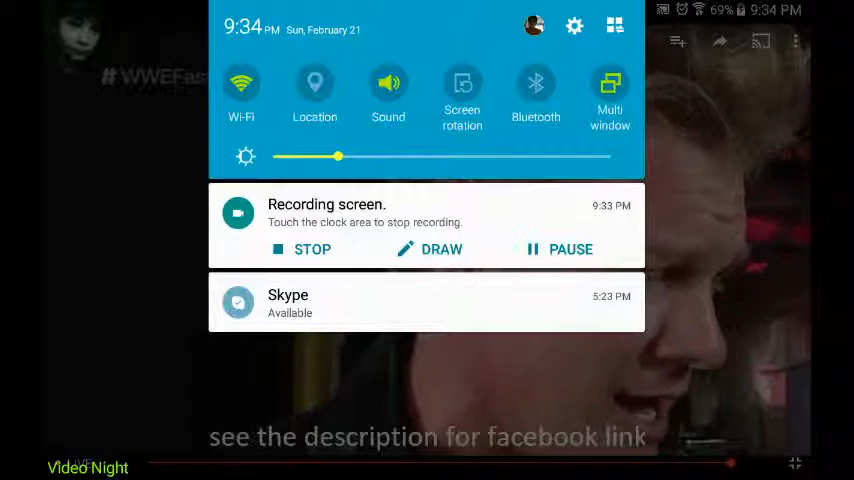 9:34 PM Sun, February 21
69% 9:34 PM
#WWEFas
Wi-Fi
Location
Sound
Screen rotation
Bluetooth
Multi window
Recording screen. 9:33 PM
Touch the clock area to stop recording.
STOP DRAW PAUSE
Skype 5:23 PM
Available
see the description for facebook link
LIVE
Video Night